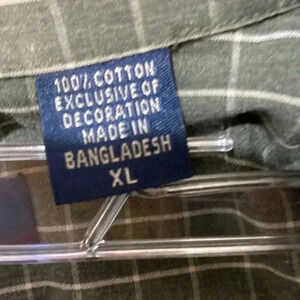 100% COTTON
EXCLUSIVE OF
DECORATION
MADE IN
BANGLADESH
XL